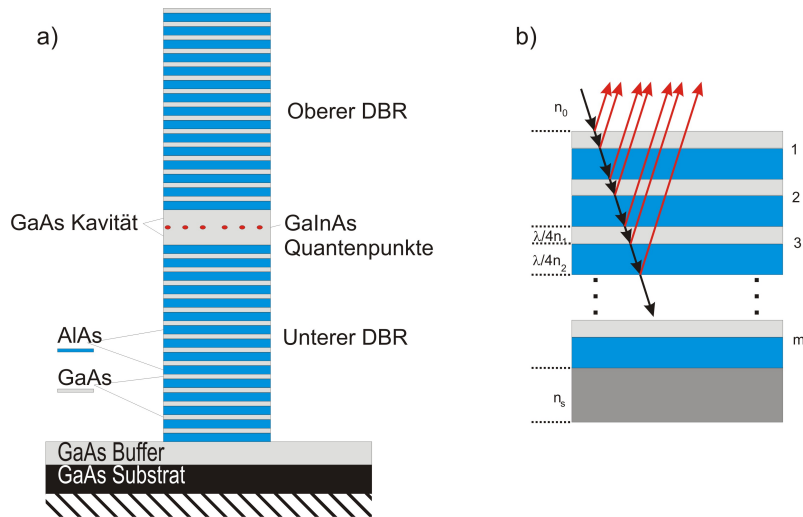 a)
Oberer DBR
GaAs Kavität
GaInAs
Quantenpunkte
AlAs
GaAs
Unterer DBR
GaAs Buffer
GaAs Substrat
b)
n₀
1
2
λ/4n₁
3
λ/4n₂
m
nₛ